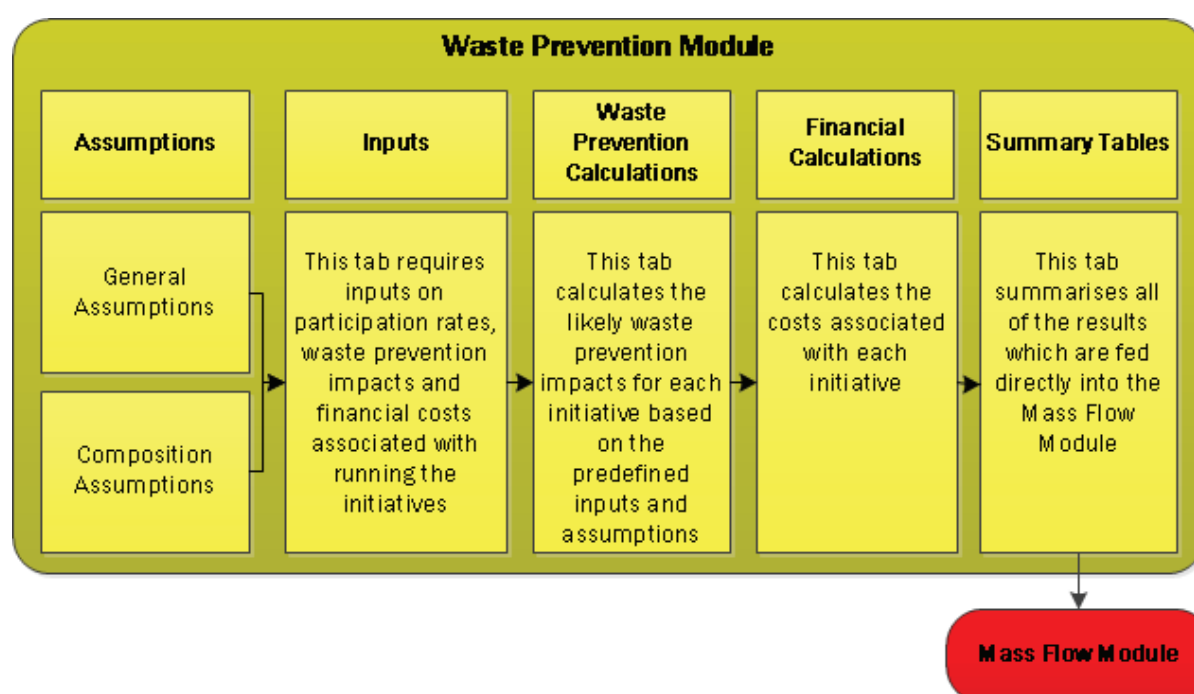 Waste Prevention Module
Assumptions
Inputs
Waste
Prevention
Calculations
Financial
Calculations
Summary Tables
General
Assumptions
Composition
Assumptions
This tab requires
inputs on
participation rates,
waste prevention
impacts and
financial costs
associated with
running the
initiatives
This tab
calculates the
likely waste
prevention
impacts for each
initiative based
on the
predefined
inputs and
assumptions
This tab
calculates the
costs associated
with each
initiative
This tab
summarises all
of the results
which are fed
directly into the
Mass Flow
Module
Mass Flow Module